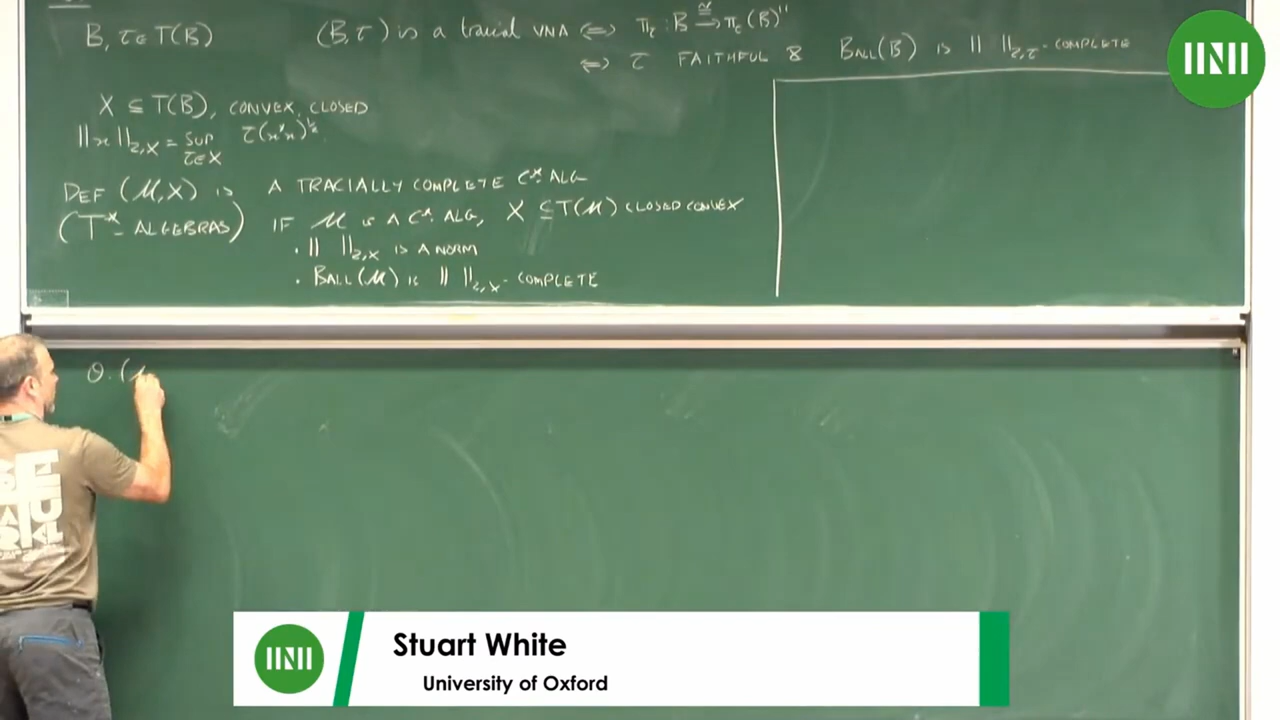 B, τ∈T(B) (B,τ) is a tracial VNA ⟺ π_τ : B ≅→ π_τ(B)''
⟺ τ FAITHFUL & BALL(B) IS || ||_{2,τ}-COMPLETE
X ⊆ T(B), CONVEX, CLOSED
||x||_{2,X} = sup_{τ∈X} τ(x*x)^{1/2}
DEF (M,X) IS A TRACIALLY COMPLETE C* ALG
(T*-ALGEBRAS) IF M IS A C* ALG, X ⊆ T(M) CLOSED CONVEX
· || ||_{2,X} IS A NORM
· BALL(M) IS || ||_{2,X}-COMPLETE
0. (M
Stuart White
University of Oxford